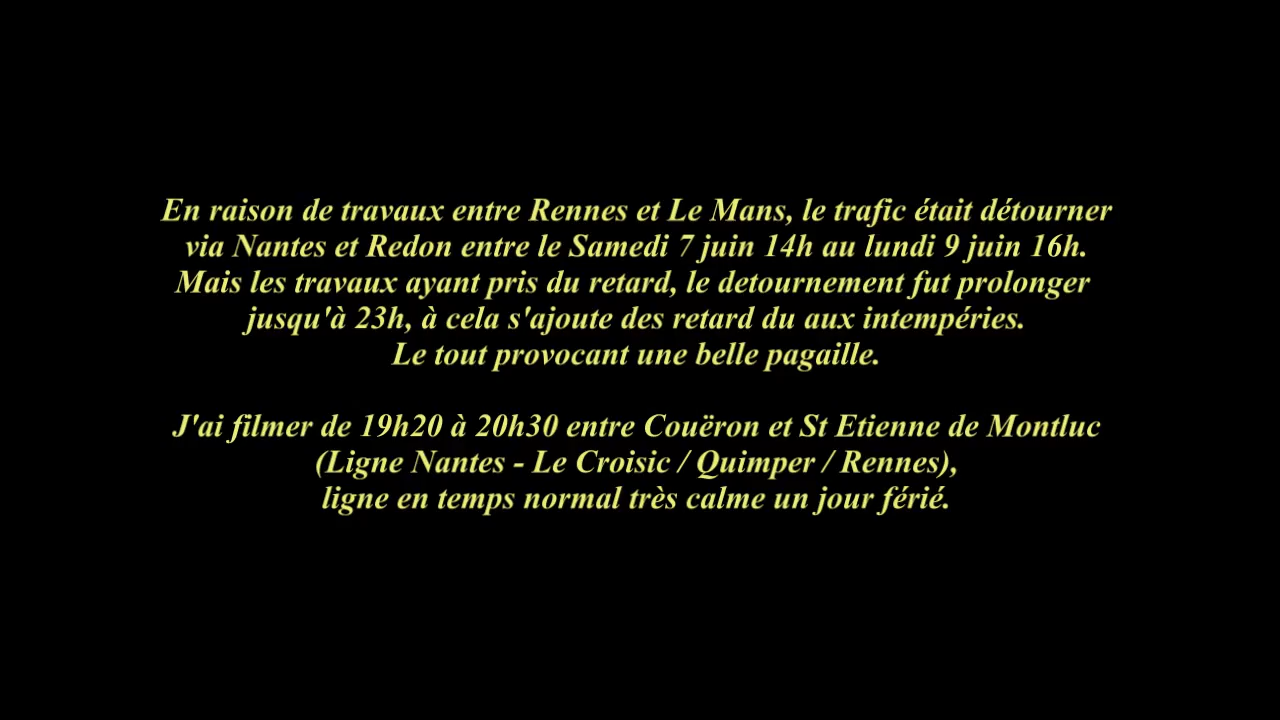 En raison de travaux entre Rennes et Le Mans, le trafic était détourner
via Nantes et Redon entre le Samedi 7 juin 14h au lundi 9 juin 16h.
Mais les travaux ayant pris du retard, le detournement fut prolonger
jusqu'à 23h, à cela s'ajoute des retard du aux intempéries.
Le tout provocant une belle pagaille.
J'ai filmer de 19h20 à 20h30 entre Couëron et St Etienne de Montluc
(Ligne Nantes - Le Croisic / Quimper / Rennes),
ligne en temps normal très calme un jour férié.